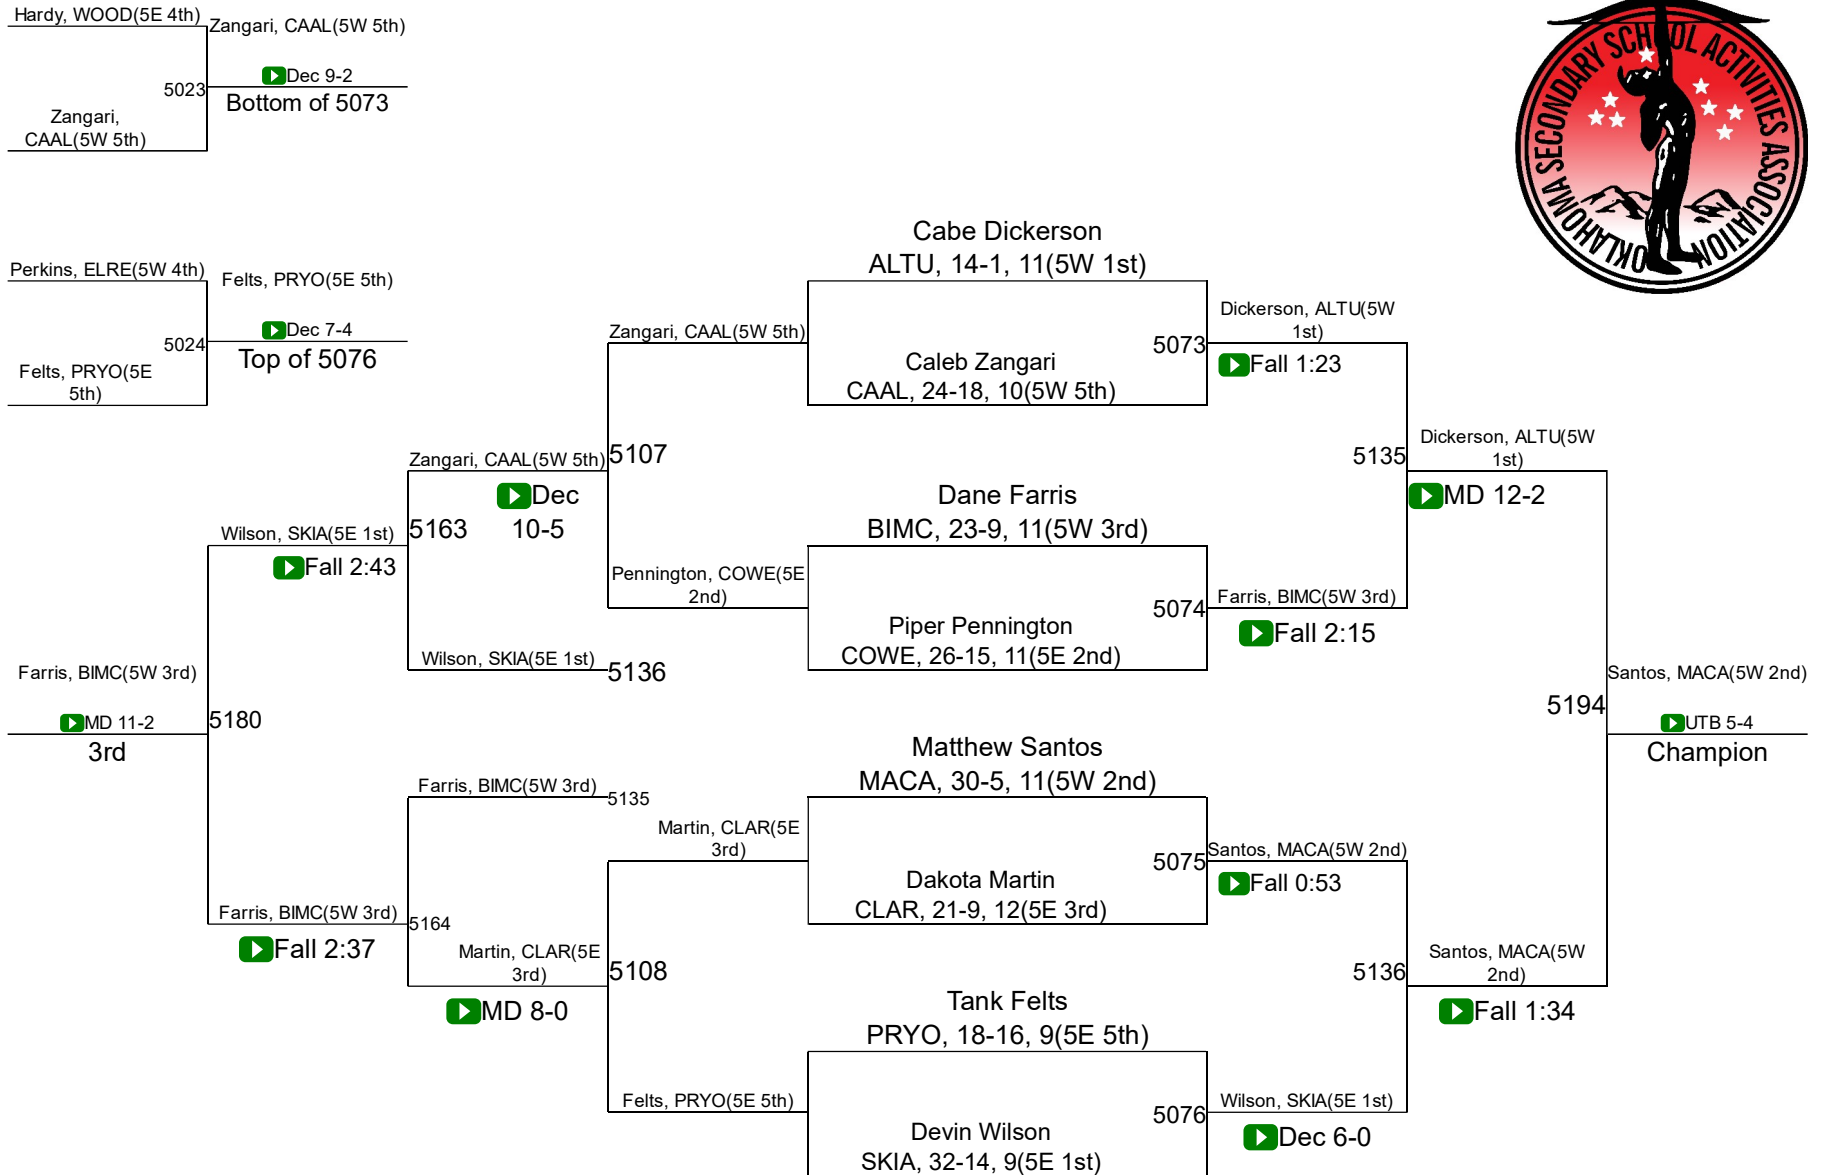 Hardy, WOOD(5E 4th)
Zangari, CAAL(5W 5th)
Dec 9-2
5023
Bottom of 5073
Zangari,
CAAL(5W 5th)
OKLAHOMA SECONDARY SCHOOL ACTIVITIES ASSOCIATION
Perkins, ELRE(5W 4th)
Felts, PRYO(5E 5th)
Dec 7-4
5024
Top of 5076
Felts, PRYO(5E
5th)
Cabe Dickerson
ALTU, 14-1, 11(5W 1st)
Zangari, CAAL(5W 5th)
Caleb Zangari
CAAL, 24-18, 10(5W 5th)
5073
Dickerson, ALTU(5W
1st)
Fall 1:23
Zangari, CAAL(5W 5th)
5107
Dec
10-5
5163
Wilson, SKIA(5E 1st)
Fall 2:43
Dane Farris
BIMC, 23-9, 11(5W 3rd)
Pennington, COWE(5E
2nd)
Piper Pennington
COWE, 26-15, 11(5E 2nd)
5074
Farris, BIMC(5W 3rd)
Fall 2:15
5135
Dickerson, ALTU(5W
1st)
MD 12-2
Wilson, SKIA(5E 1st)
5136
Farris, BIMC(5W 3rd)
MD 11-2
3rd
5180
5194
Santos, MACA(5W 2nd)
UTB 5-4
Champion
Matthew Santos
MACA, 30-5, 11(5W 2nd)
Farris, BIMC(5W 3rd)
5135
Martin, CLAR(5E
3rd)
Dakota Martin
CLAR, 21-9, 12(5E 3rd)
5075
Santos, MACA(5W 2nd)
Fall 0:53
Farris, BIMC(5W 3rd)
5164
Fall 2:37
Martin, CLAR(5E
3rd)
5108
MD 8-0
5136
Santos, MACA(5W
2nd)
Fall 1:34
Tank Felts
PRYO, 18-16, 9(5E 5th)
Felts, PRYO(5E 5th)
Devin Wilson
SKIA, 32-14, 9(5E 1st)
5076
Wilson, SKIA(5E 1st)
Dec 6-0